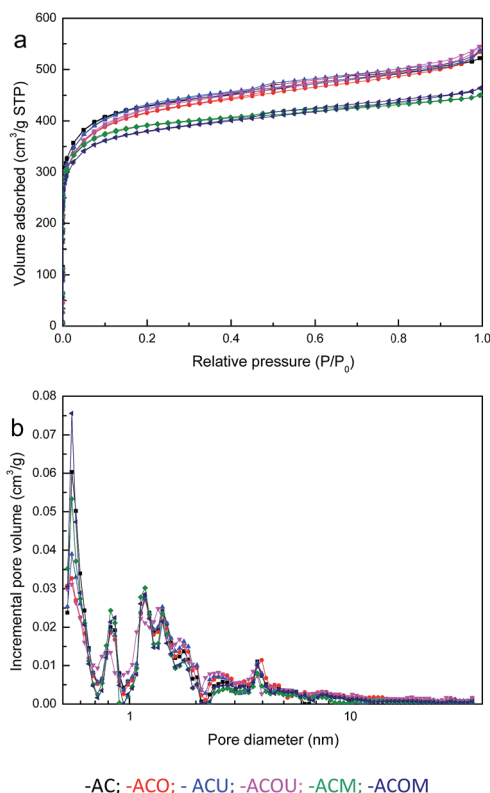 a
600
500
400
300
200
100
0
Volume adsorbed (cm³/g STP)
0.0 0.2 0.4 0.6 0.8 1.0
Relative pressure (P/P₀)
b
0.08
0.07
0.06
0.05
0.04
0.03
0.02
0.01
0.00
Incremental pore volume (cm³/g)
1 10
Pore diameter (nm)
-AC; -ACO; - ACU; -ACOU; -ACM; -ACOM